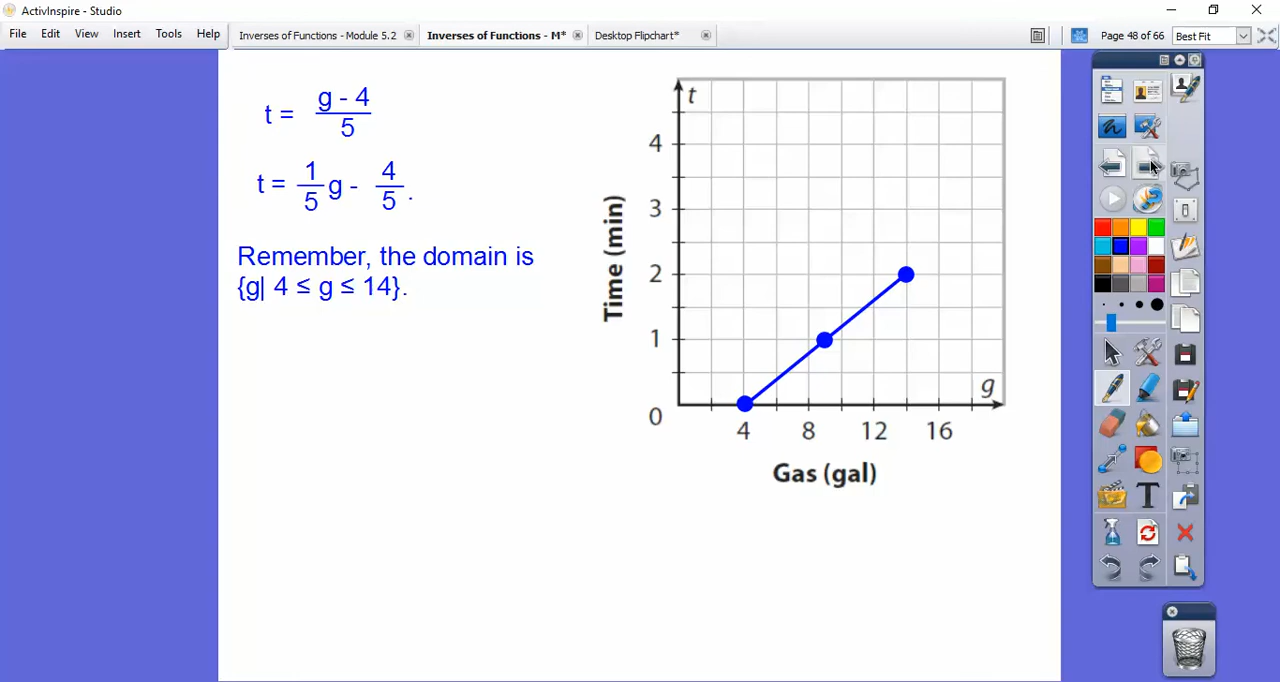 ActivInspire - Studio
File Edit View Insert Tools Help
Inverses of Functions - Module 5.2
Inverses of Functions - M*
Desktop Flipchart*
Page 48 of 66
Best Fit
t = g - 4
5
t = 1/5 g - 4/5 .
Remember, the domain is
{g| 4 ≤ g ≤ 14}.
t
4
3
2
1
0
Time (min)
g
4 8 12 16
Gas (gal)
T